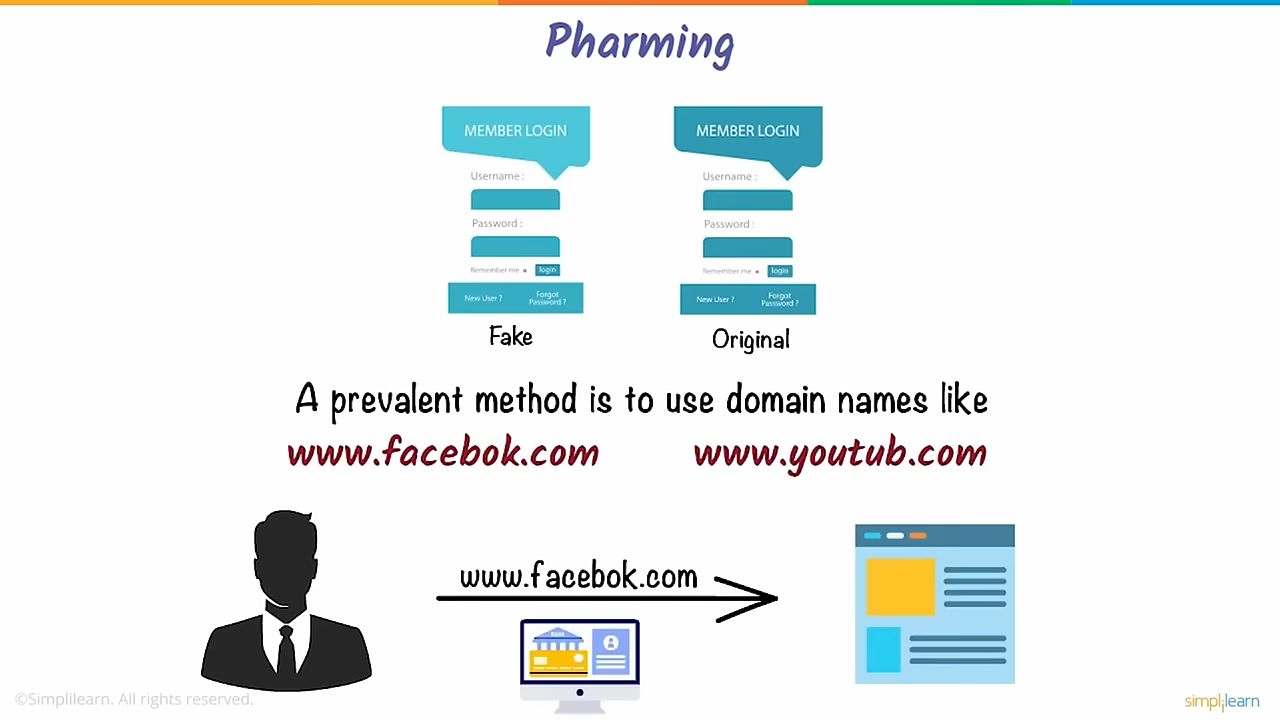 Pharming
MEMBER LOGIN
Username :
Password :
Remember me
login
New User ?
Forgot
Password ?
Fake
MEMBER LOGIN
Username :
Password :
Remember me
login
New User ?
Forgot
Password ?
Original
A prevalent method is to use domain names like
www.facebok.com www.youtub.com
www.facebok.com
BANK
©Simplilearn. All rights reserved.
simplilearn